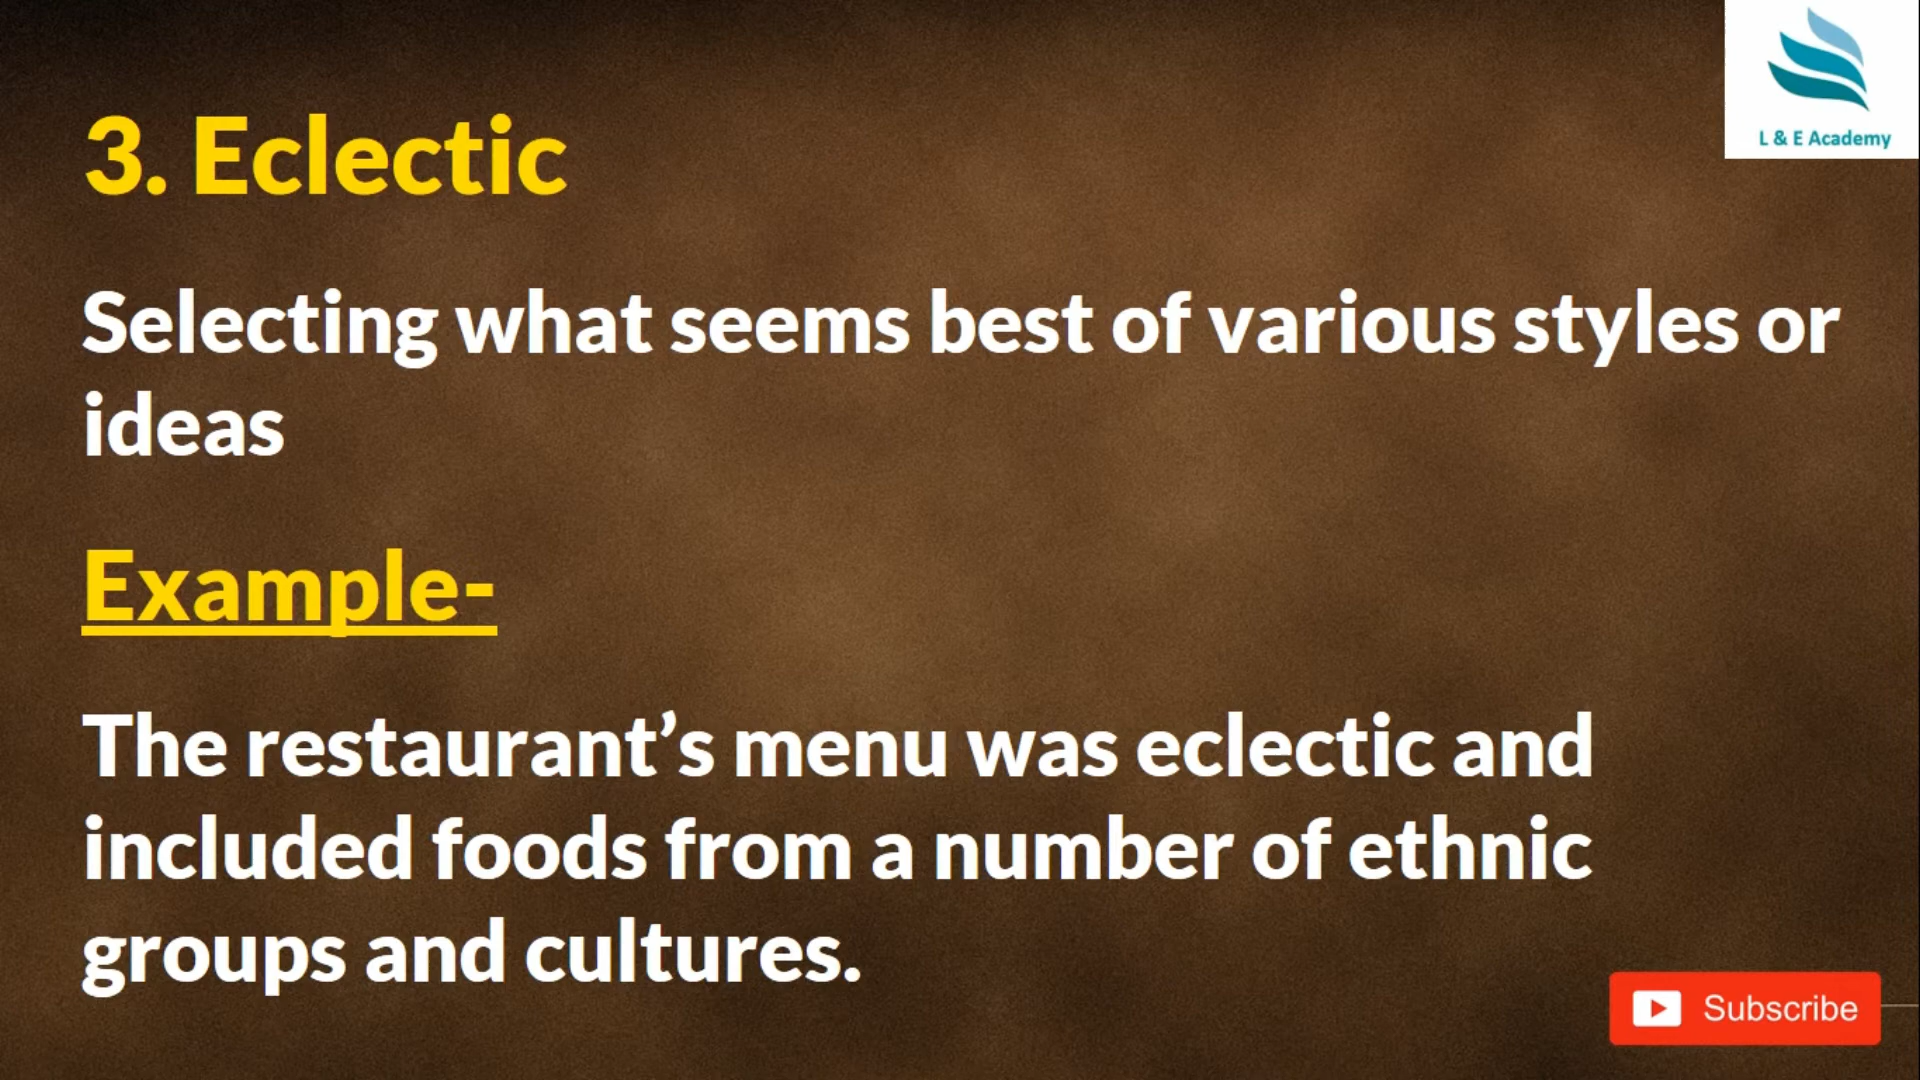 L & E Academy
3. Eclectic
Selecting what seems best of various styles or
ideas
Example-
The restaurant’s menu was eclectic and
included foods from a number of ethnic
groups and cultures.
Subscribe